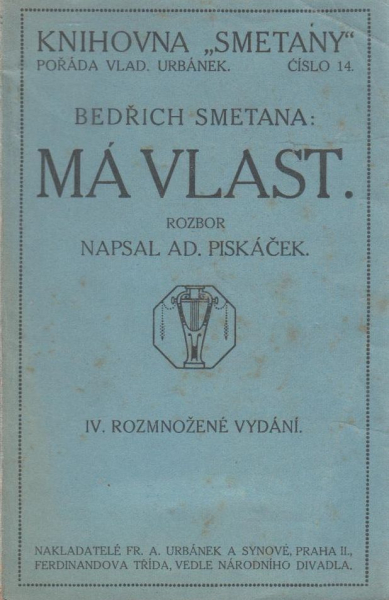 KNIHOVNA „SMETANY“
POŘÁDA VLAD. URBÁNEK. ČÍSLO 14.
BEDŘICH SMETANA:
MÁ VLAST.
ROZBOR
NAPSAL AD. PISKÁČEK.
IV. ROZMNOŽENÉ VYDÁNÍ.
NAKLADATELÉ FR. A. URBÁNEK A SYNOVÉ, PRAHA II.,
FERDINANDOVA TŘÍDA, VEDLE NÁRODNÍHO DIVADLA.